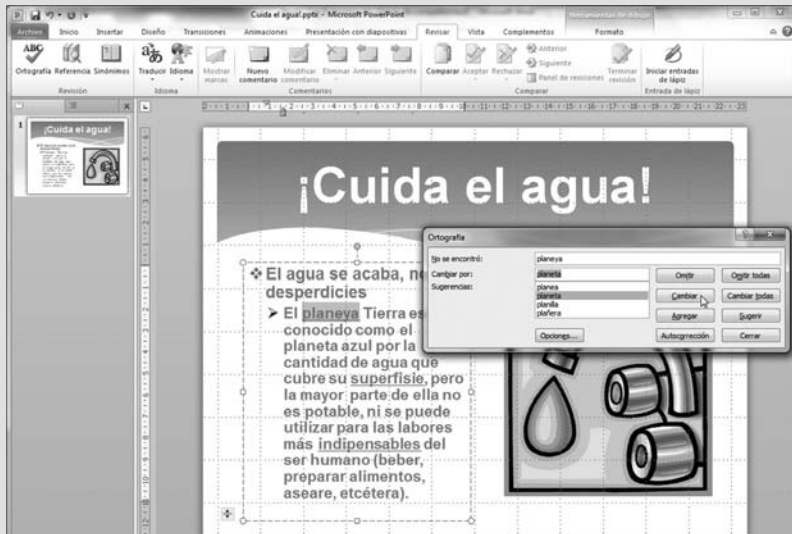 Cuida el agua!.pptx - Microsoft PowerPoint
Herramientas de dibujo
Archivo Inicio Insertar Diseño Transiciones Animaciones Presentación con diapositivas Revisar Vista Complementos Formato
ABC
Ortografía Referencia Sinónimos
Traducir Idioma
Mostrar marcas
Nuevo comentario
Modificar comentario
Eliminar Anterior Siguiente
Comparar Aceptar Rechazar
Anterior
Siguiente
Panel de revisiones
Terminar revisión
Iniciar entradas de lápiz
Revisión Idioma Comentarios Comparar Entrada de lápiz
1
¡Cuida el agua!
¡Cuida el agua!
El agua se acaba, no
desperdicies
El planeya Tierra es
conocido como el
planeta azul por la
cantidad de agua que
cubre su superfisie, pero
la mayor parte de ella no
es potable, ni se puede
utilizar para las labores
más indipensables del
ser humano (beber,
preparar alimentos,
aseare, etcétera).
Ortografía
No se encontró: planeya
Cambiar por: planeta
Sugerencias:
planea
planeta
planilla
plañera
Omitir Omitir todas
Cambiar Cambiar todas
Agregar Sugerir
Opciones... Autocorrección Cerrar